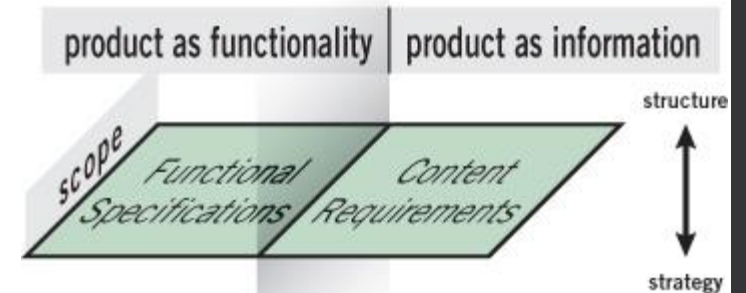 product as functionality
product as information
structure
scope
Functional
Specifications
Content
Requirements
strategy